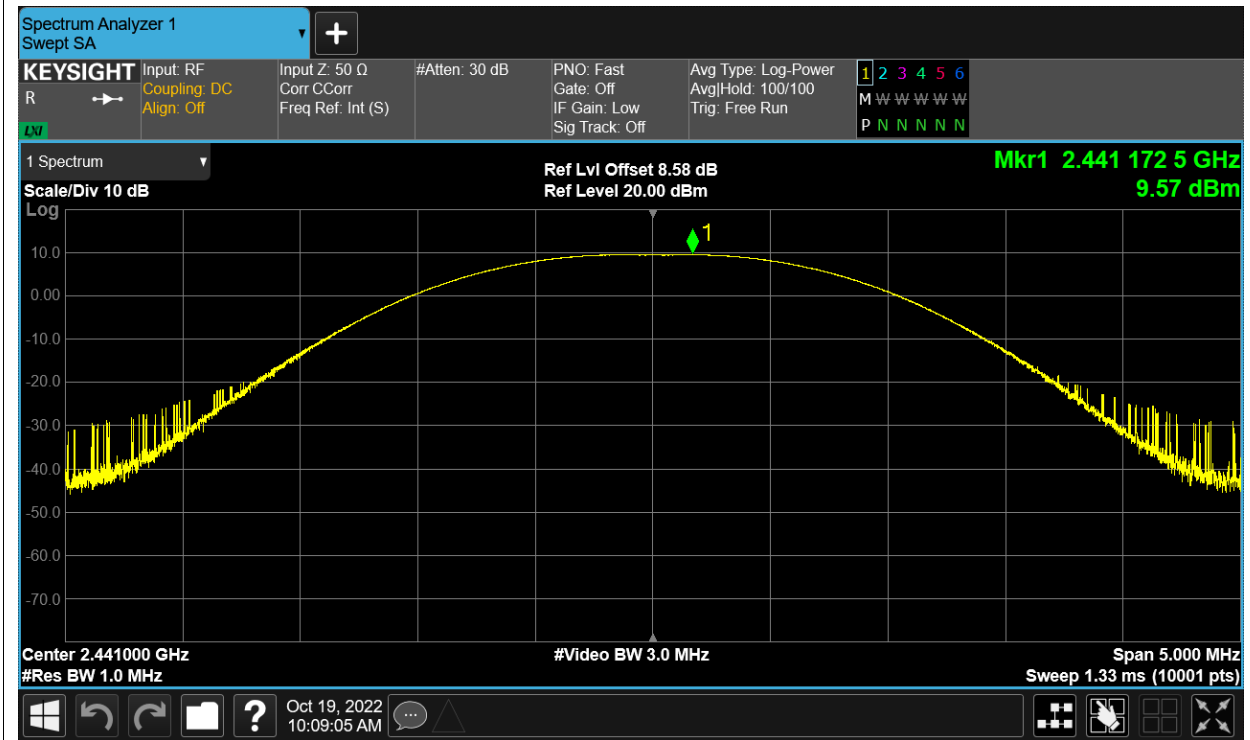 Spectrum Analyzer 1
Swept SA
KEYSIGHT
R
LXI
Input: RF
Coupling: DC
Align: Off
Input Z: 50 Ω
Corr CCorr
Freq Ref: Int (S)
#Atten: 30 dB
PNO: Fast
Gate: Off
IF Gain: Low
Sig Track: Off
Avg Type: Log-Power
Avg|Hold: 100/100
Trig: Free Run
1 2 3 4 5 6
M W W W W W
P N N N N N
1 Spectrum
Scale/Div 10 dB
Log
Ref Lvl Offset 8.58 dB
Ref Level 20.00 dBm
Mkr1 2.441 172 5 GHz
9.57 dBm
1
10.0
0.00
-10.0
-20.0
-30.0
-40.0
-50.0
-60.0
-70.0
Center 2.441000 GHz
#Res BW 1.0 MHz
#Video BW 3.0 MHz
Span 5.000 MHz
Sweep 1.33 ms (10001 pts)
?
Oct 19, 2022
10:09:05 AM